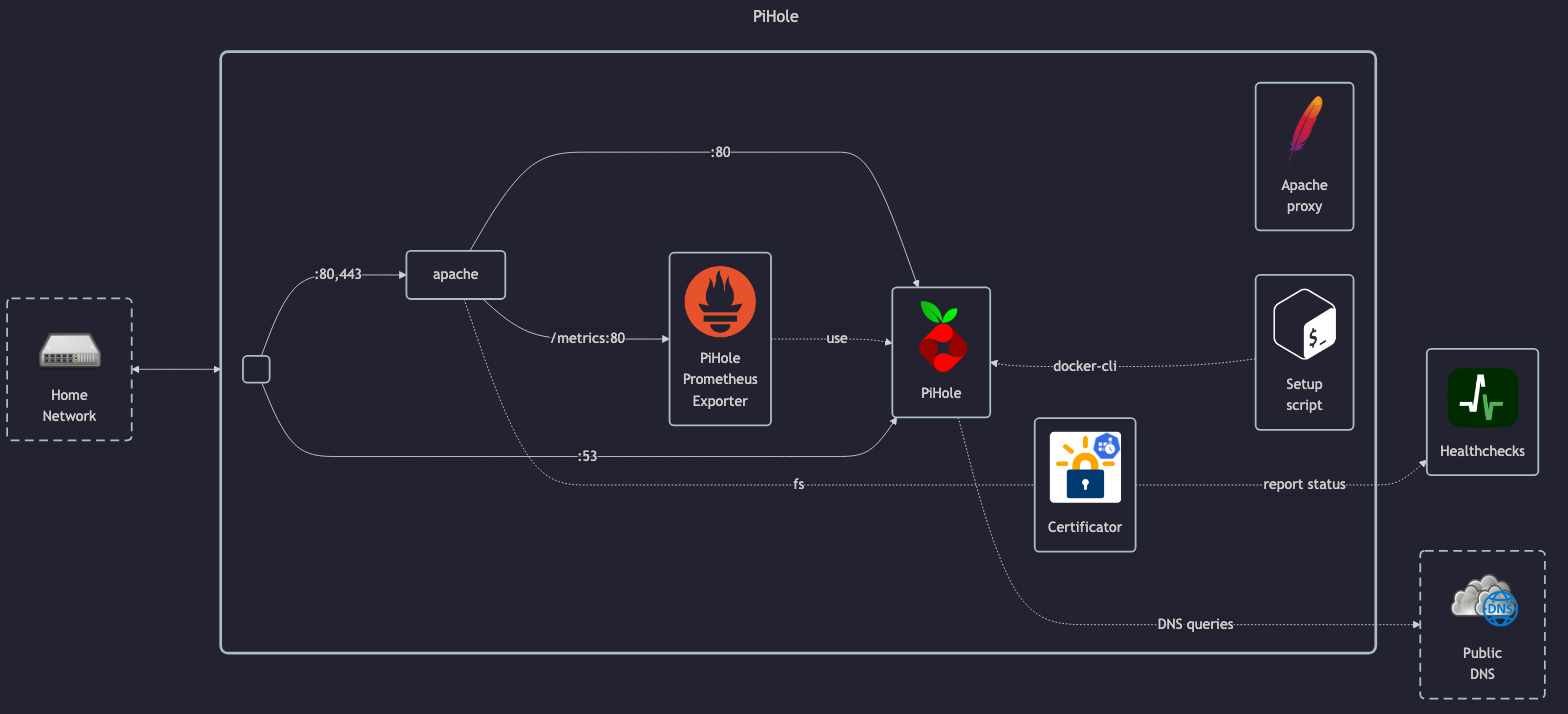 PiHole
Apache
proxy
:80
:80,443
apache
/metrics:80
PiHole
Prometheus
Exporter
use
PiHole
docker-cli
$_
Setup
script
Home
Network
Healthchecks
:53
fs
Certificator
report status
DNS queries
DNS
Public
DNS